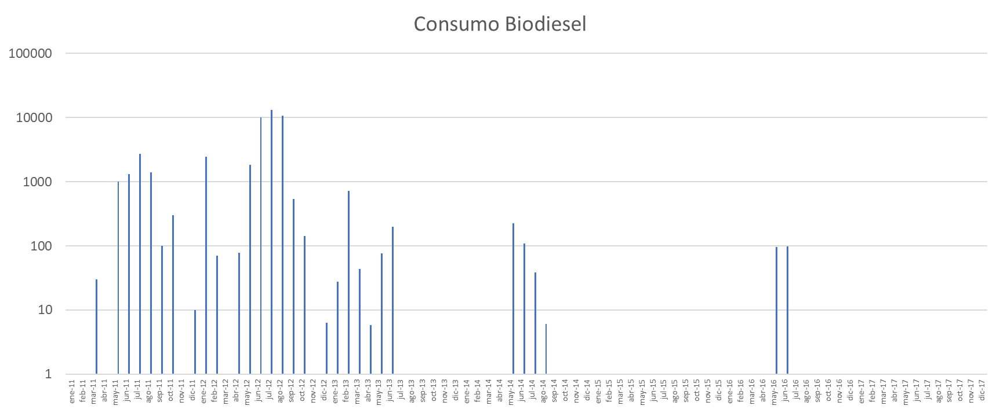 Consumo Biodiesel
100000
10000
1000
100
10
1
ene-11
feb-11
mar-11
abr-11
may-11
jun-11
jul-11
ago-11
sep-11
oct-11
nov-11
dic-11
ene-12
feb-12
mar-12
abr-12
may-12
jun-12
jul-12
ago-12
sep-12
oct-12
nov-12
dic-12
ene-13
feb-13
mar-13
abr-13
may-13
jun-13
jul-13
ago-13
sep-13
oct-13
nov-13
dic-13
ene-14
feb-14
mar-14
abr-14
may-14
jun-14
jul-14
ago-14
sep-14
oct-14
nov-14
dic-14
ene-15
feb-15
mar-15
abr-15
may-15
jun-15
jul-15
ago-15
sep-15
oct-15
nov-15
dic-15
ene-16
feb-16
mar-16
abr-16
may-16
jun-16
jul-16
ago-16
sep-16
oct-16
nov-16
dic-16
ene-17
feb-17
mar-17
abr-17
may-17
jun-17
jul-17
ago-17
sep-17
oct-17
nov-17
dic-17